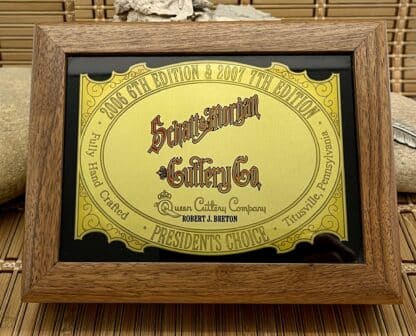 2006 6TH EDITION & 2007 7TH EDITION
Schatt & Morgan
Cutlery Co.
Queen Cutlery Company
ROBERT J. BRETON
Fully Hand Crafted
Titusville, Pennsylvania
PRESIDENTS CHOICE